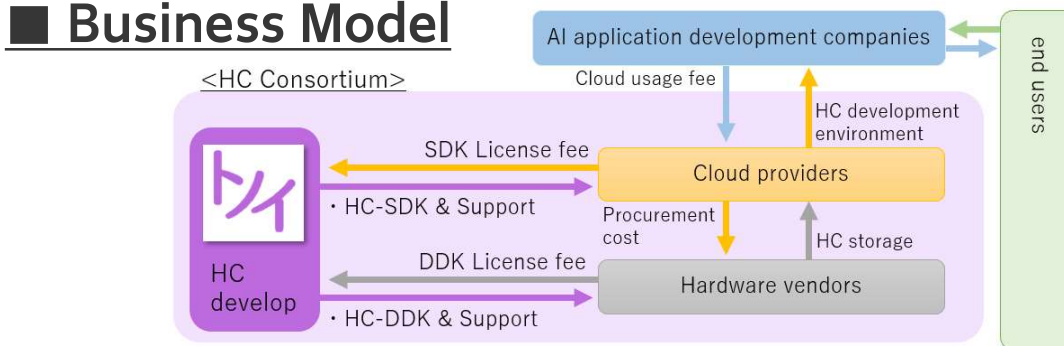 ■ Business Model
<HC Consortium>
AI application development companies
end users
Cloud usage fee
HC development
environment
SDK License fee
Cloud providers
・HC-SDK & Support
トノイ
Procurement
cost
HC storage
DDK License fee
Hardware vendors
HC
develop
・HC-DDK & Support